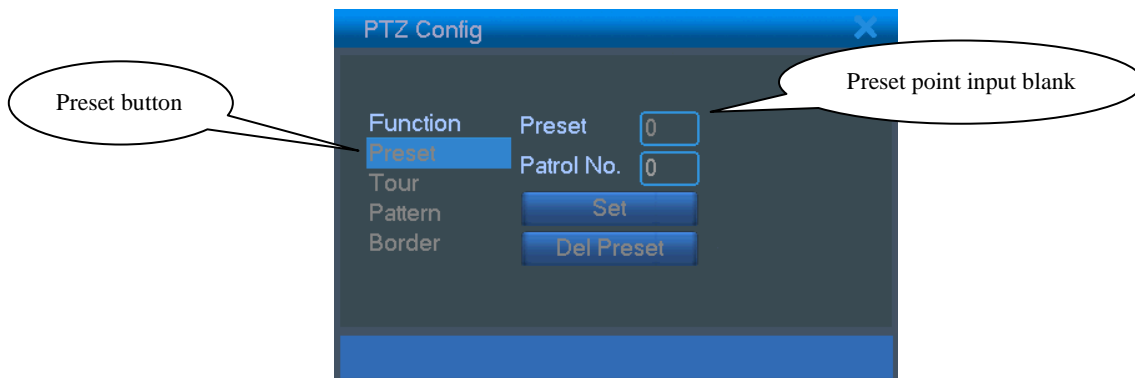 PTZ Config
Preset button
Preset point input blank
Function
Preset
Tour
Pattern
Border
Preset 0
Patrol No. 0
Set
Del Preset